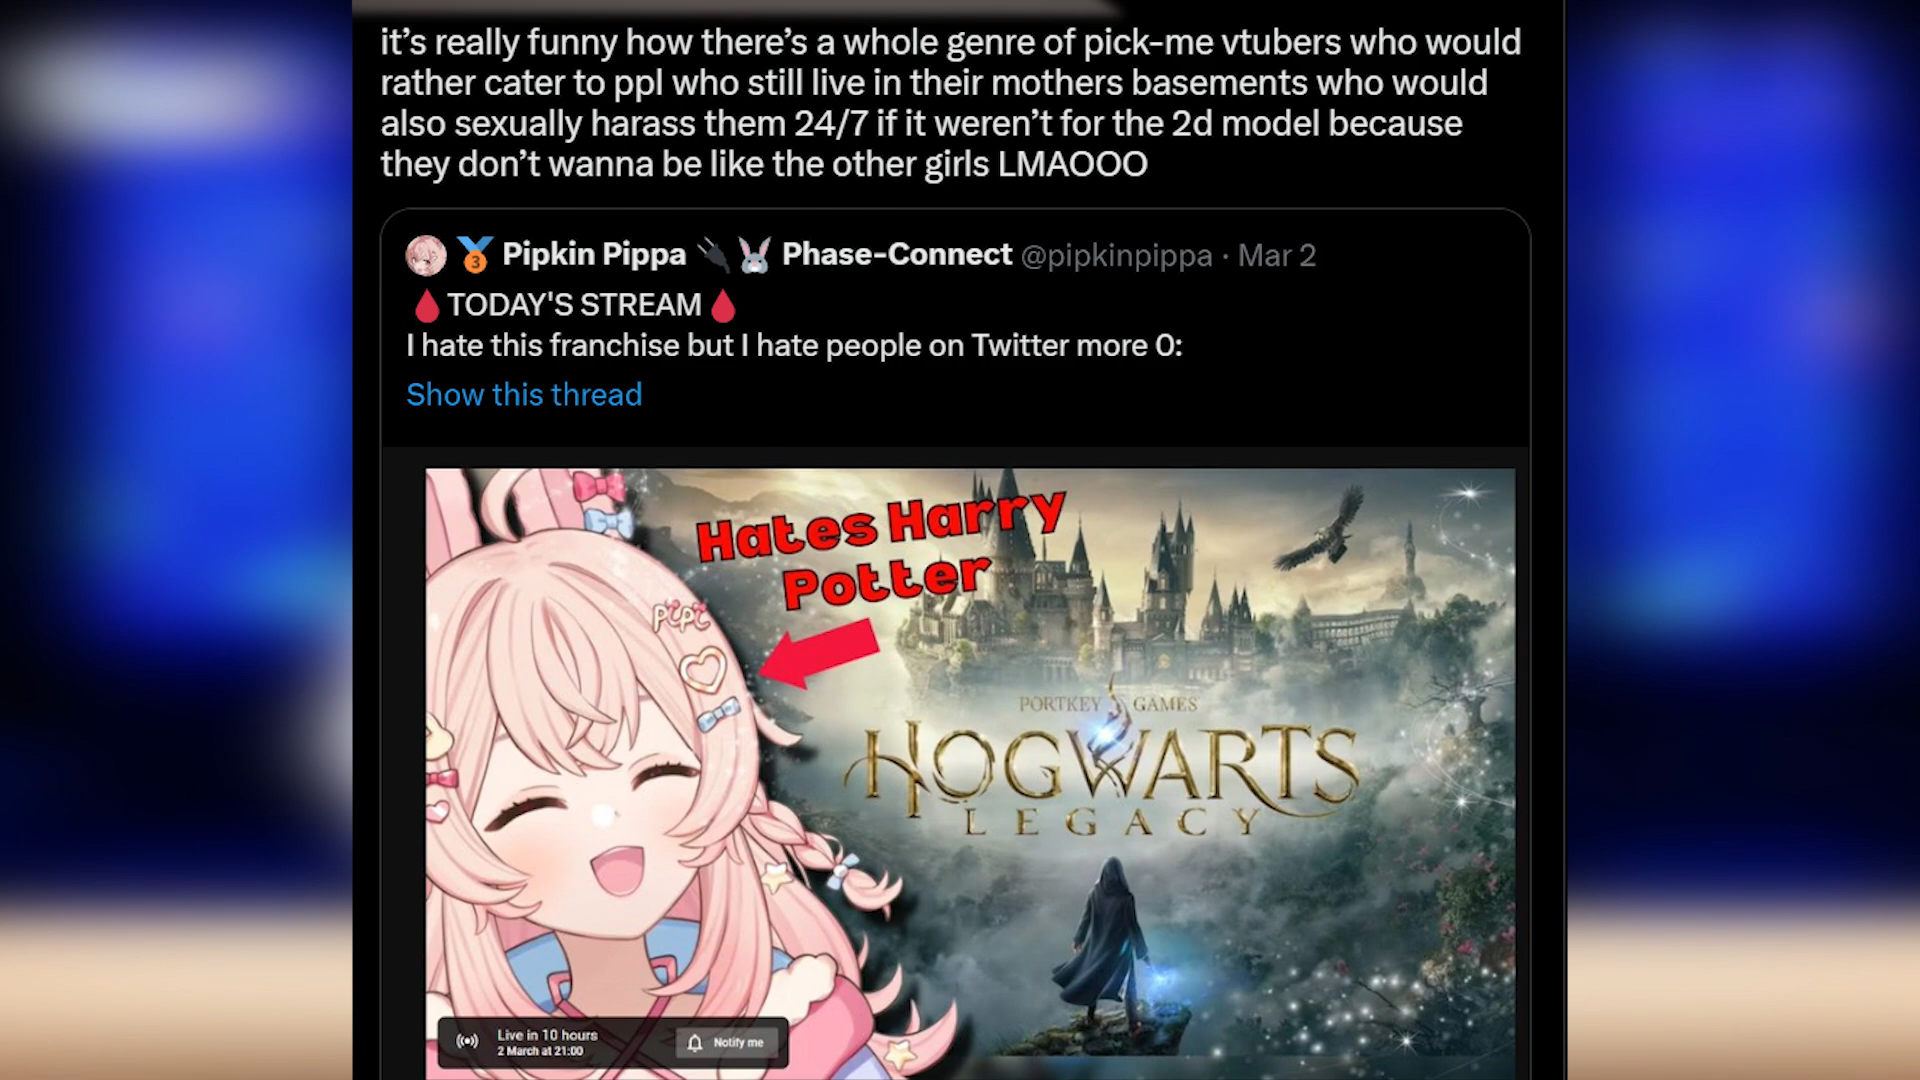 it’s really funny how there’s a whole genre of pick-me vtubers who would
rather cater to ppl who still live in their mothers basements who would
also sexually harass them 24/7 if it weren’t for the 2d model because
they don’t wanna be like the other girls LMAOOO
3 Pipkin Pippa Phase-Connect @pipkinpippa · Mar 2
TODAY'S STREAM
I hate this franchise but I hate people on Twitter more O:
Show this thread
Hates Harry
Potter
pipi
PORTKEY GAMES
HOGWARTS
LEGACY
Live in 10 hours
2 March at 21:00
Notify me